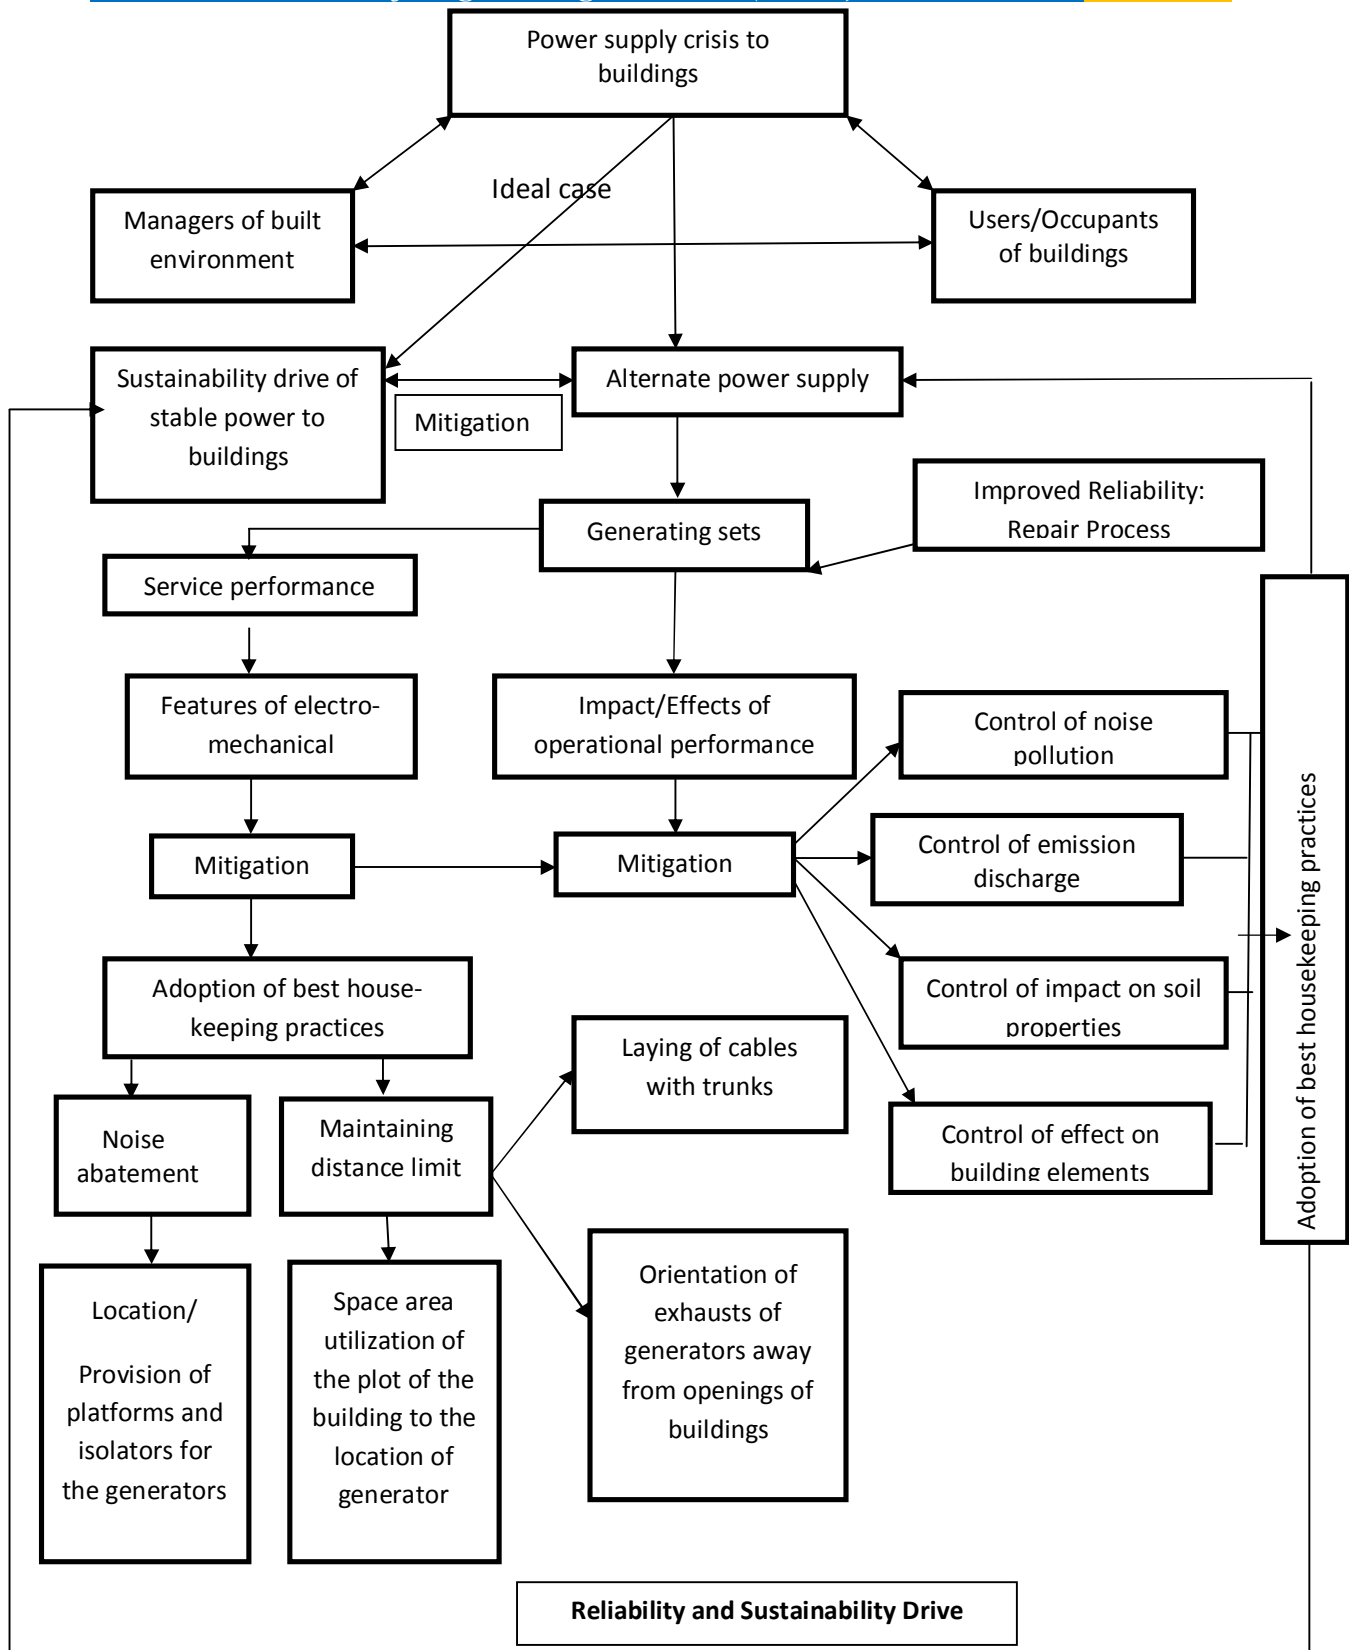 Power supply crisis to
buildings
Ideal case
Managers of built
environment
Users/Occupants
of buildings
Sustainability drive of
stable power to
buildings
Mitigation
Alternate power supply
Improved Reliability:
Repair Process
Generating sets
Service performance
Features of electro-
mechanical
Impact/Effects of
operational performance
Control of noise
pollution
Mitigation
Mitigation
Control of emission
discharge
Adoption of best housekeeping practices
Adoption of best house-
keeping practices
Control of impact on soil
properties
Laying of cables
with trunks
Noise
abatement
Maintaining
distance limit
Control of effect on
building elements
Location/
Provision of
platforms and
isolators for
the generators
Space area
utilization of
the plot of the
building to the
location of
generator
Orientation of
exhausts of
generators away
from openings of
buildings
Reliability and Sustainability Drive